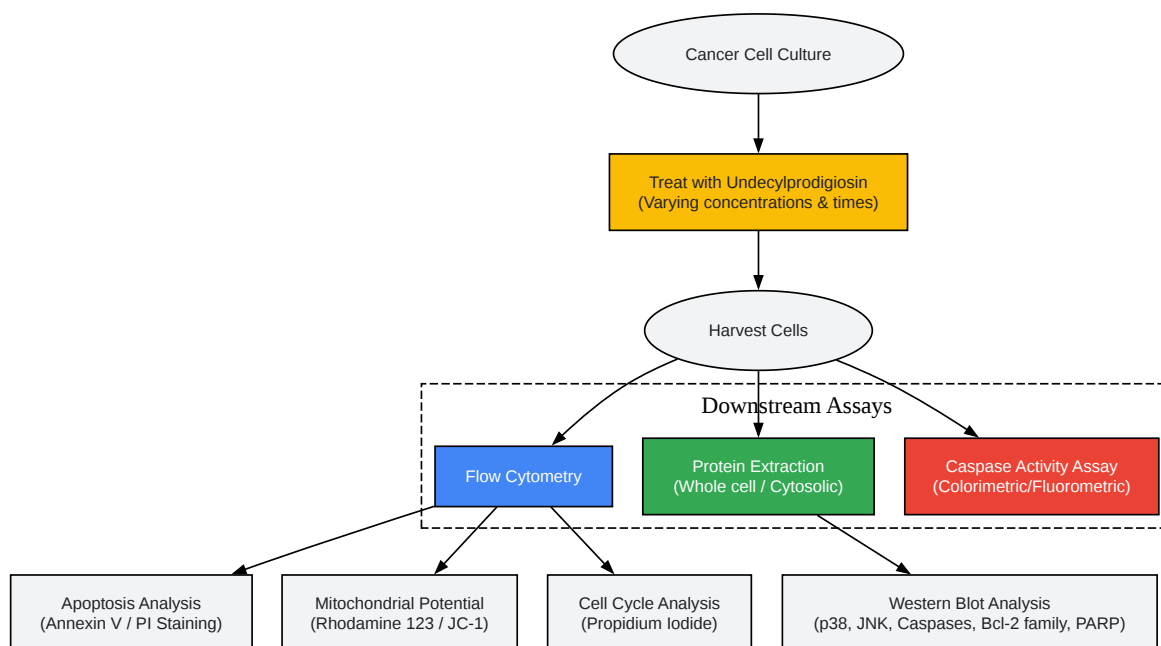 Cancer Cell Culture
Treat with Undecylprodigiosin
(Varying concentrations & times)
Harvest Cells
Downstream Assays
Flow Cytometry
Protein Extraction
(Whole cell / Cytosolic)
Caspase Activity Assay
(Colorimetric/Fluorometric)
Apoptosis Analysis
(Annexin V / PI Staining)
Mitochondrial Potential
(Rhodamine 123 / JC-1)
Cell Cycle Analysis
(Propidium Iodide)
Western Blot Analysis
(p38, JNK, Caspases, Bcl-2 family, PARP)